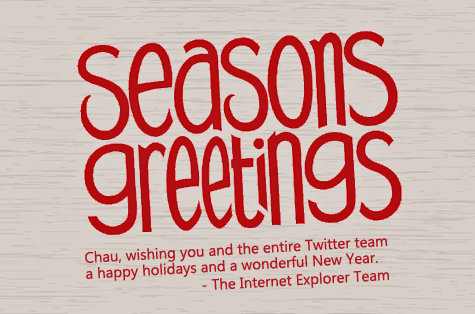 seasons
greetings
Chau, wishing you and the entire Twitter team
a happy holidays and a wonderful New Year.
- The Internet Explorer Team